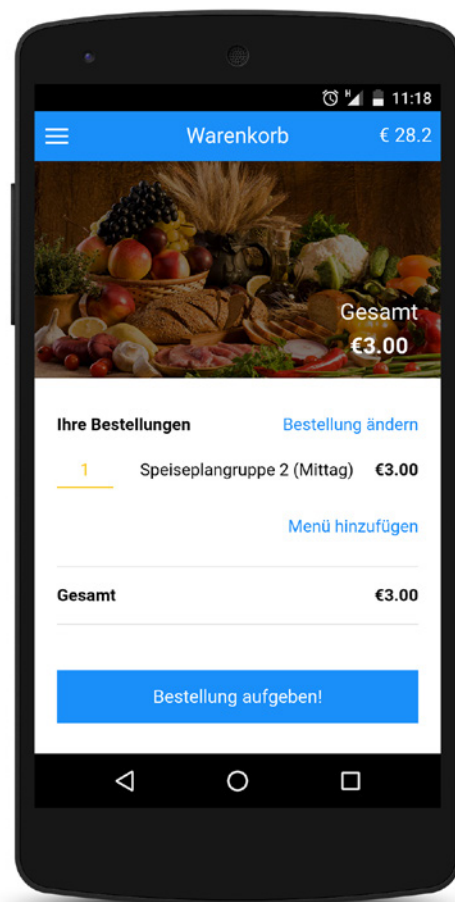 H 11:18
Warenkorb € 28.2
Gesamt
€3.00
Ihre Bestellungen Bestellung ändern
1 Speiseplangruppe 2 (Mittag) €3.00
Menü hinzufügen
Gesamt €3.00
Bestellung aufgeben!